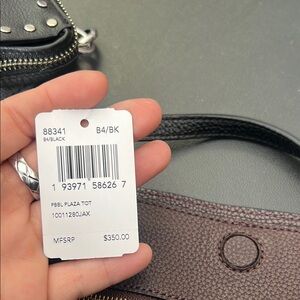 88341 B4/BK
B4/BLACK
1 93971 58626 7
PBBL PLAZA TOT
10011280JAX
MFSRP $350.00